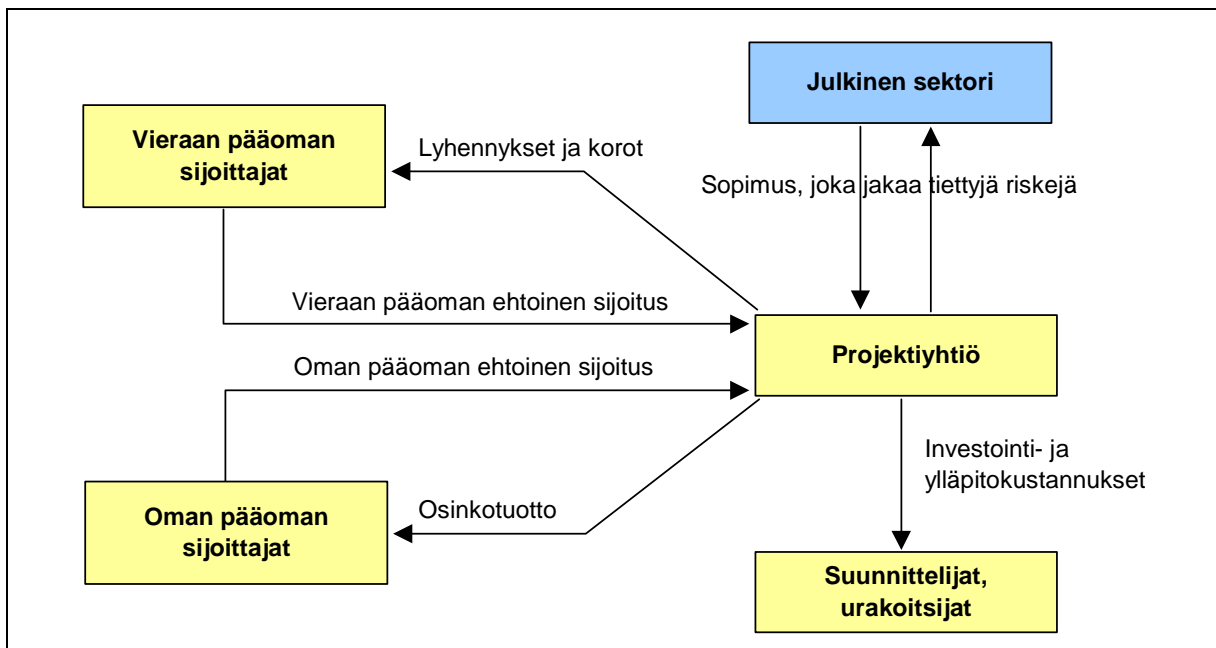 Julkinen sektori
Vieraan pääoman
sijoittajat
Lyhennykset ja korot
Sopimus, joka jakaa tiettyjä riskejä
Vieraan pääoman ehtoinen sijoitus
Projektiyhtiö
Oman pääoman ehtoinen sijoitus
Investointi- ja
ylläpitokustannukset
Oman pääoman
sijoittajat
Osinkotuotto
Suunnittelijat,
urakoitsijat